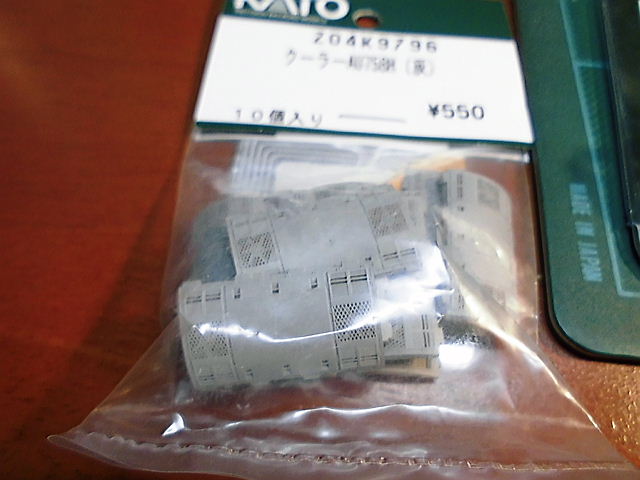 KATO
Z04K9796
クーラーAU75BH (灰)
10個入り
¥550
MADE IN JAPAN